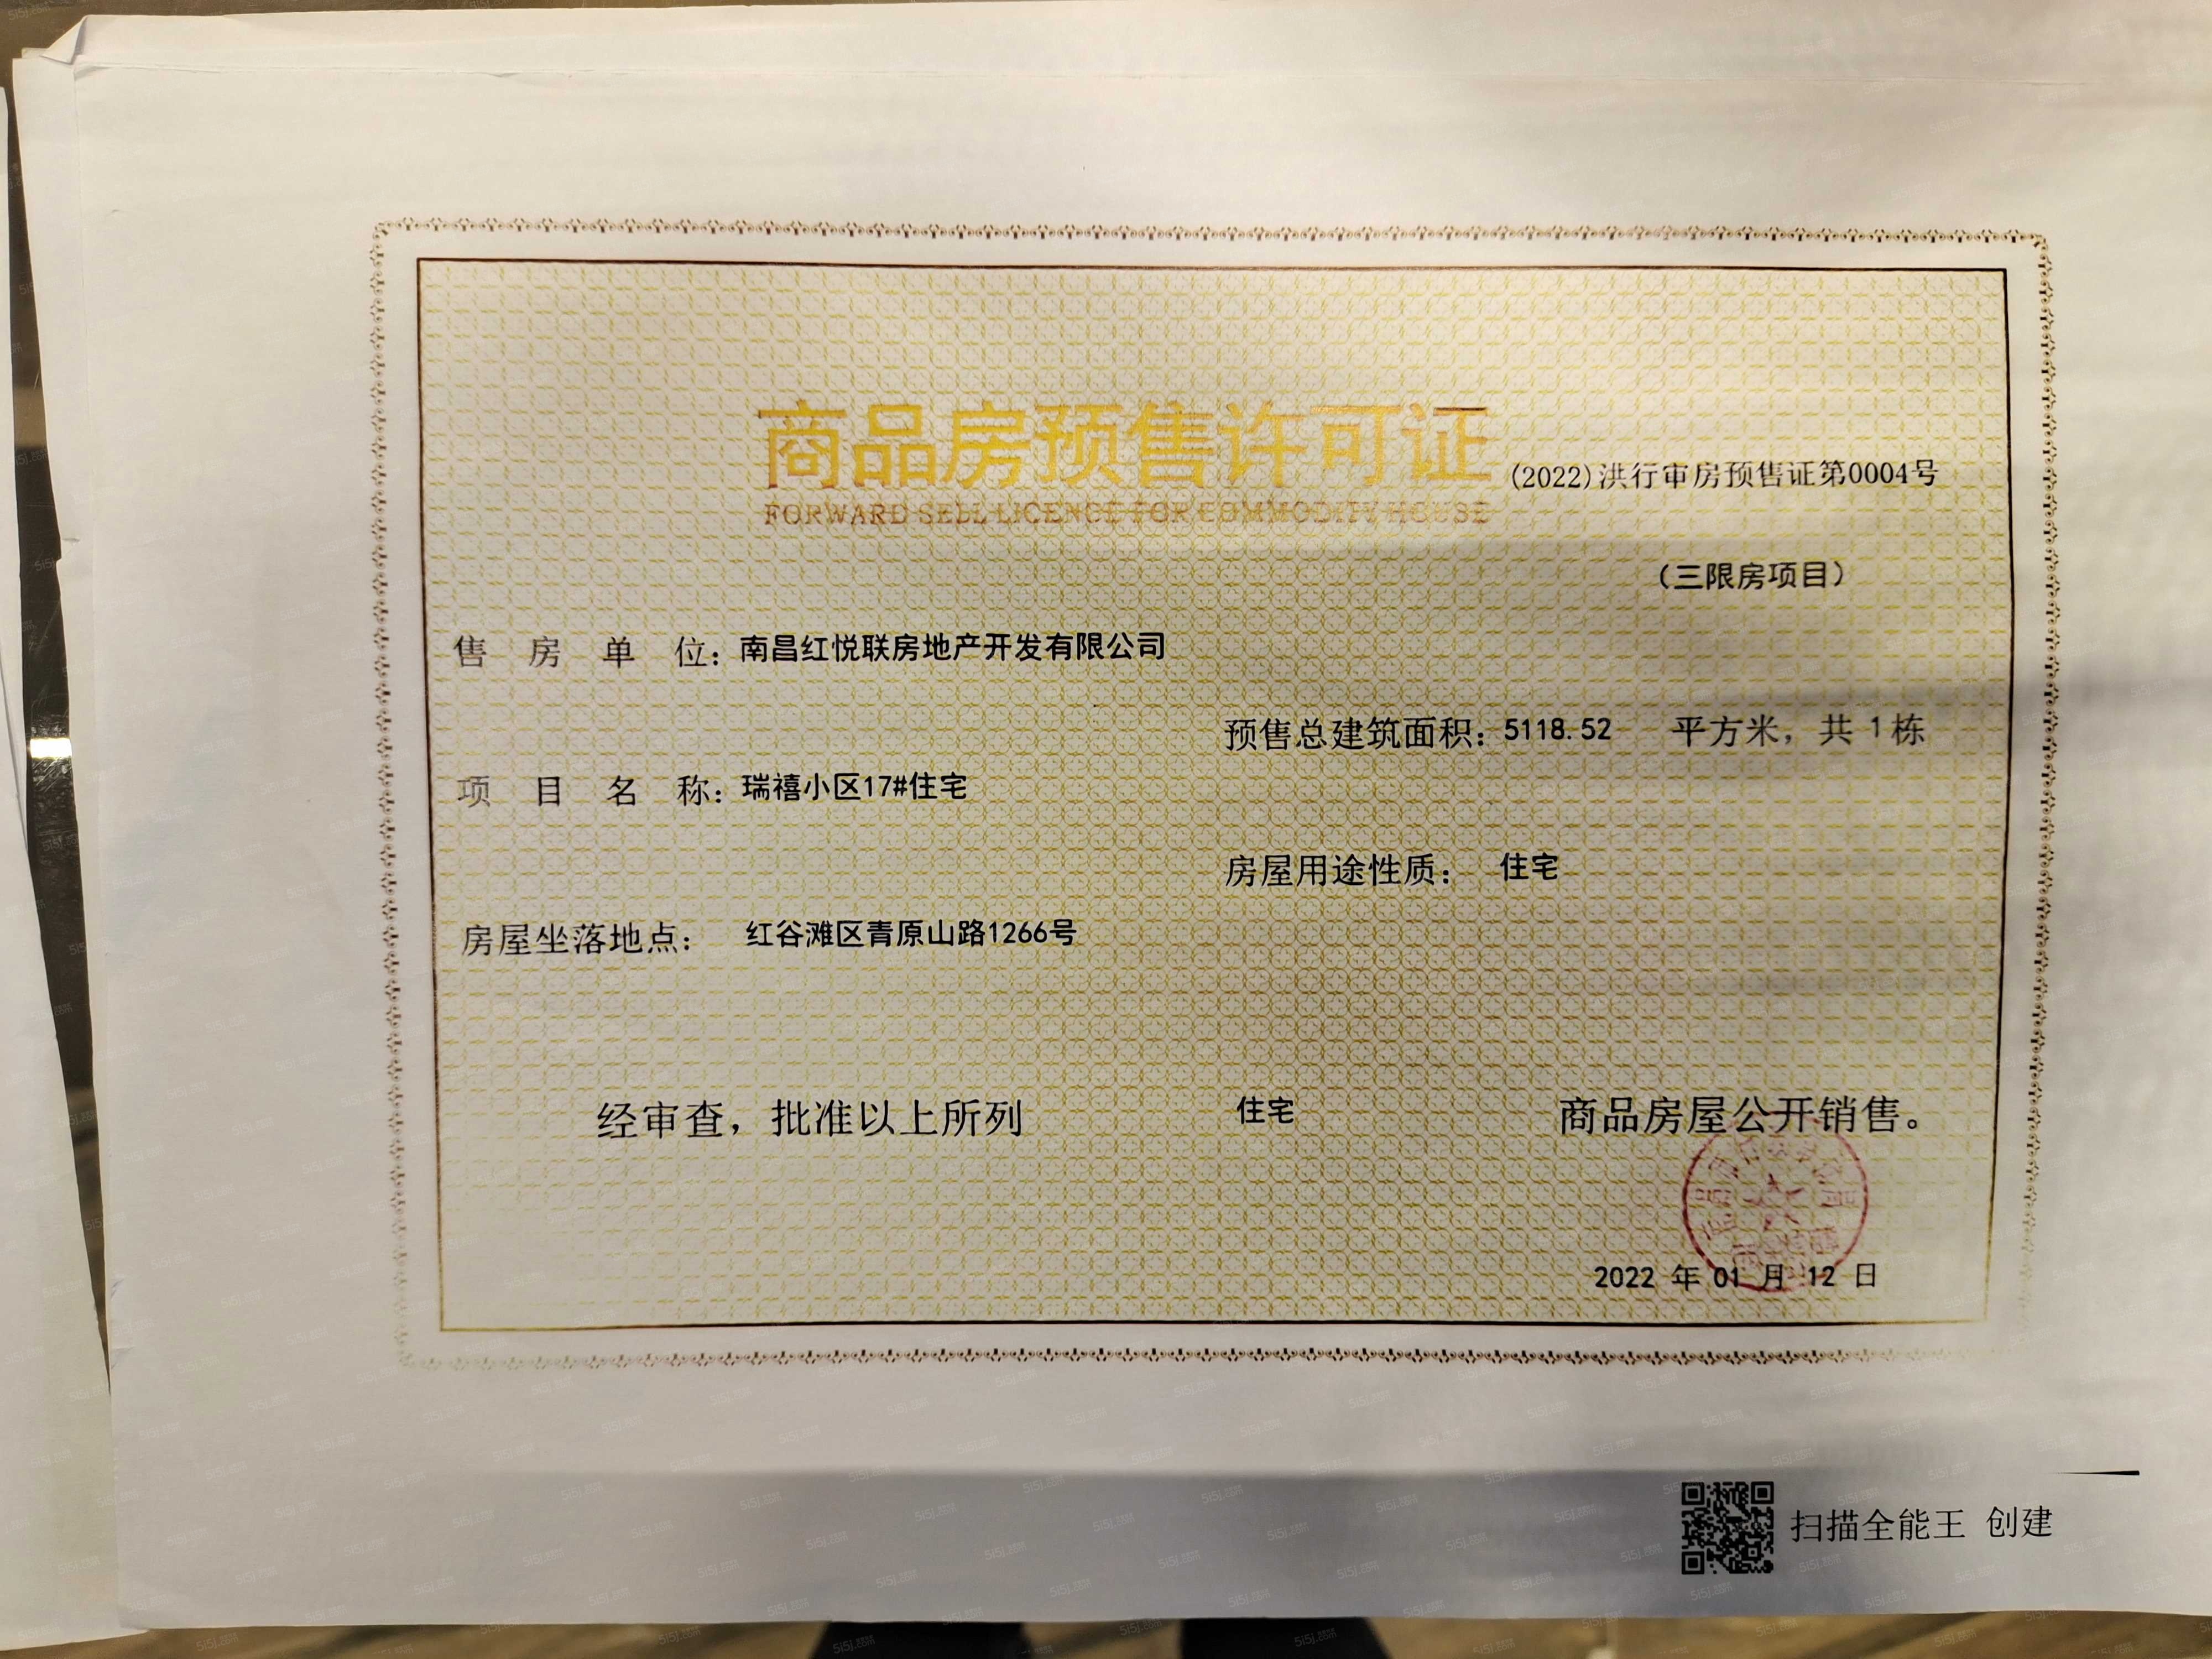 商品房预售许可证
(2022)洪行审房预售证第0004号
FORWARD SELL LICENCE FOR COMMODITY HOUSE
（三限房项目）
售房单位：南昌红悦联房地产开发有限公司
预售总建筑面积：5118.52 平方米，共 1 栋
项目名称：瑞禧小区17#住宅
房屋用途性质： 住宅
房屋坐落地点： 红谷滩区青原山路1266号
经审查，批准以上所列 住宅 商品房屋公开销售。
2022 年 01 月 12 日
扫描全能王 创建
5i5j.com